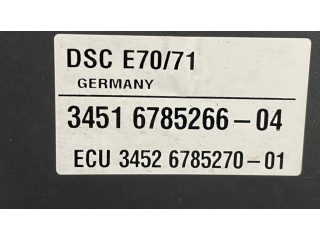 DSC E70/71
GERMANY
3451 6785266-04
ECU 3452 6785270-01